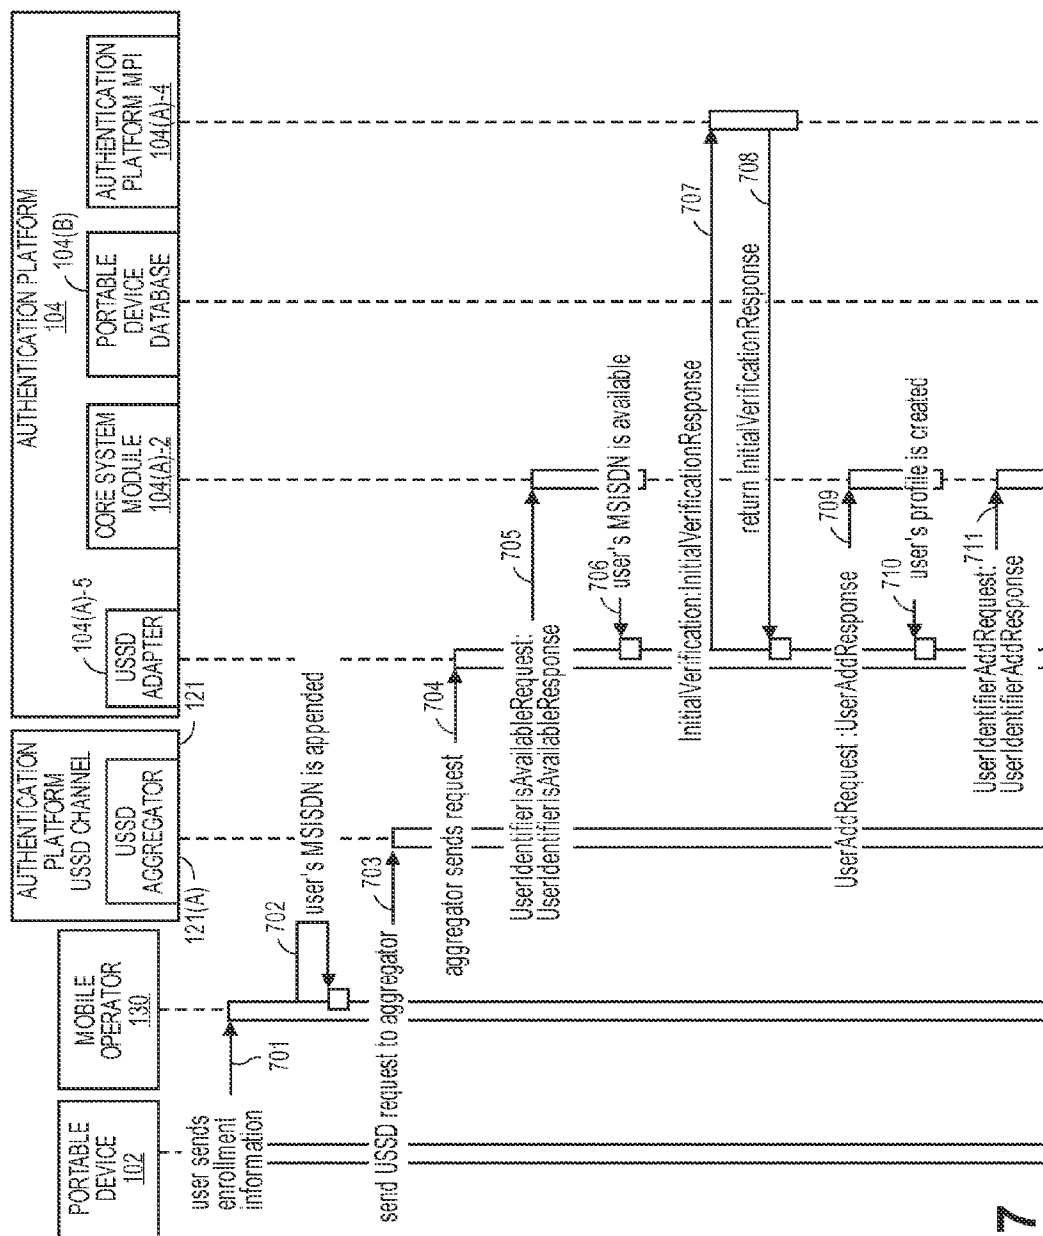 AUTHENTICATION PLATFORM
104
PORTABLE
DEVICE
102
MOBILE
OPERATOR
130
AUTHENTICATION
PLATFORM
USSD CHANNEL
USSD
AGGREGATOR
121(A)
121
USSD
ADAPTER
104(A)-5
CORE SYSTEM
MODULE
104(A)-2
PORTABLE
DEVICE
DATABASE
104(B)
AUTHENTICATION
PLATFORM MPI
104(A)-4
user sends
enrollment
information
701
702
user's MSISDN is appended
send USSD request to aggregator
703
aggregator sends request
704
UserIdentifierIsAvailableRequest:
UserIdentifierIsAvailableResponse
705
706
user's MSISDN is available
InitialVerification:InitialVerificationResponse
707
return InitialVerificationResponse
708
UserAddRequest :UserAddResponse
709
710
user's profile is created
UserIdentifierAddRequest:
UserIdentifierAddResponse
711
7